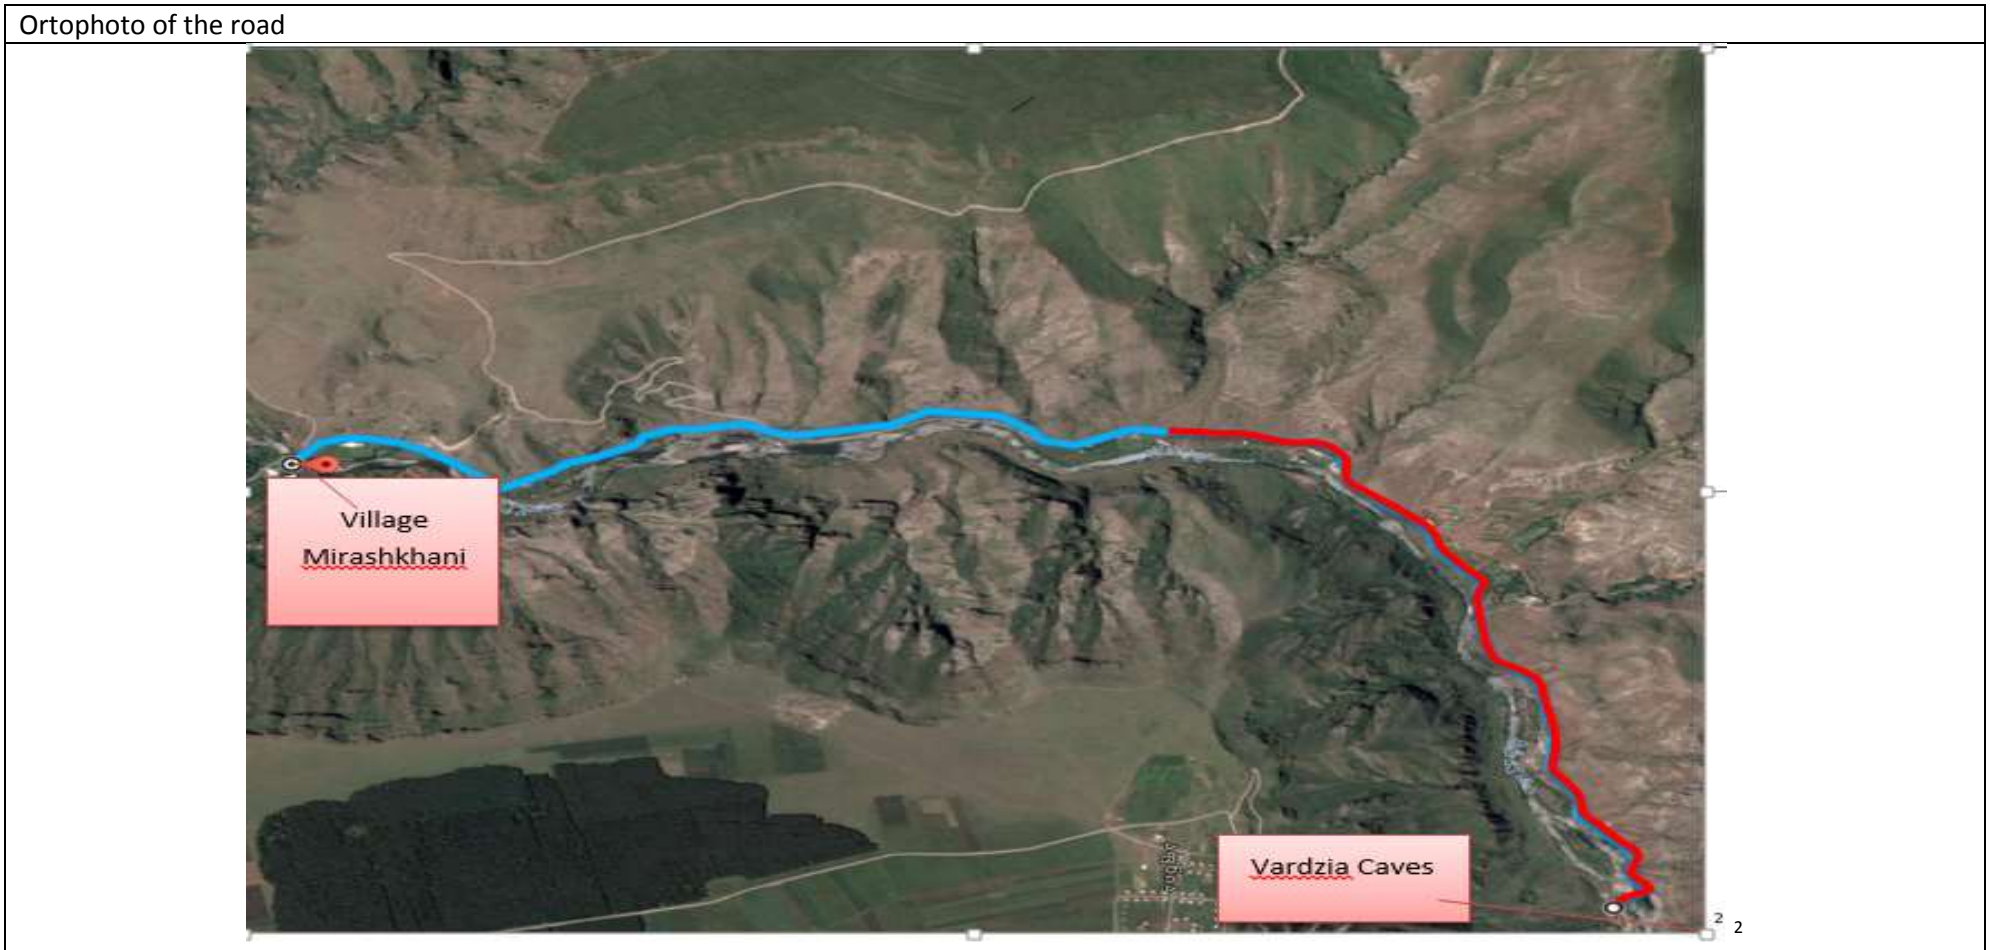 Ortophoto of the road
Village
Mirashkhani
Vardzia Caves
2
2